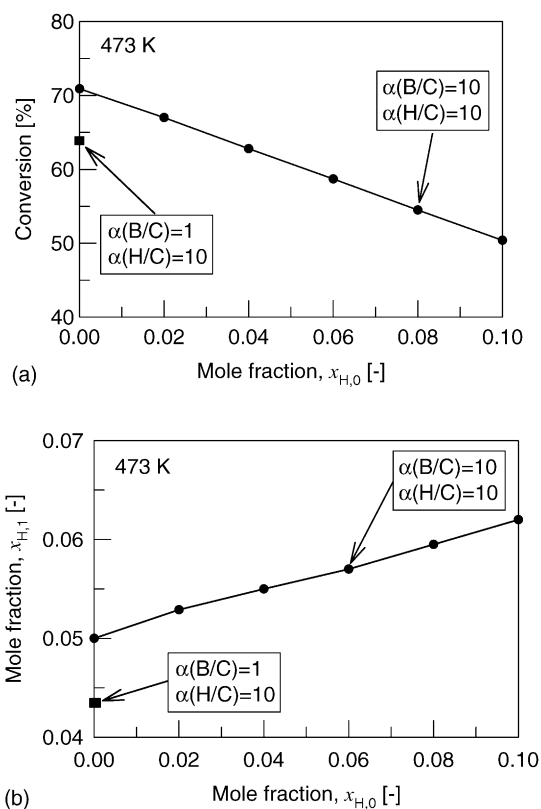 80
473 K
α(B/C)=10
α(H/C)=10
70
Conversion [%]
60
α(B/C)=1
α(H/C)=10
50
40
0.00 0.02 0.04 0.06 0.08 0.10
(a)
Mole fraction, x_H,0 [-]
0.07
473 K
α(B/C)=10
α(H/C)=10
0.06
Mole fraction, x_H,1 [-]
0.05
α(B/C)=1
α(H/C)=10
0.04
0.00 0.02 0.04 0.06 0.08 0.10
(b)
Mole fraction, x_H,0 [-]